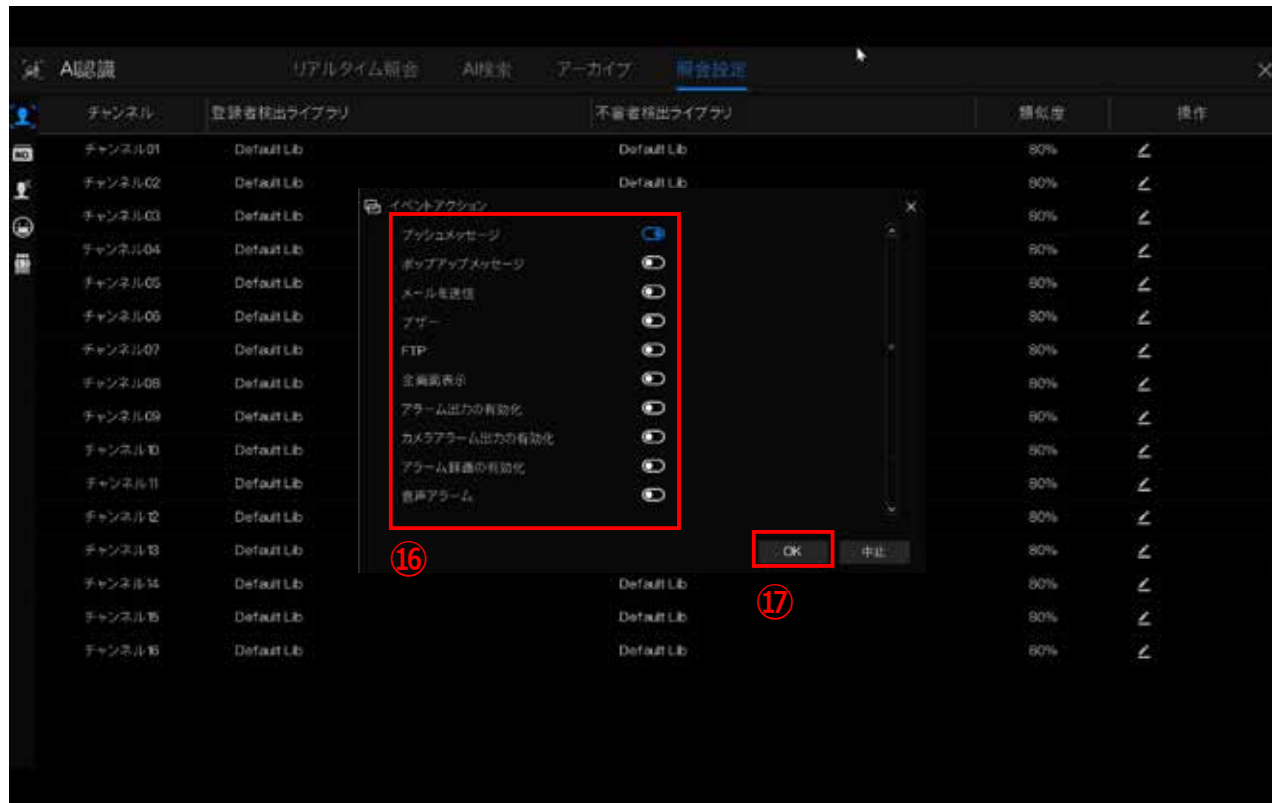 AI認識 リアルタイム照合 AI検索 アーカイブ 照合設定
チャンネル 登録者検出ライブラリ 不審者検出ライブラリ 類似度 操作
チャンネル01 Default Lib Default Lib 80%
チャンネル02 Default Lib Default Lib 80%
チャンネル03 Default Lib 80%
チャンネル04 Default Lib 80%
チャンネル05 Default Lib 80%
チャンネル06 Default Lib 80%
チャンネル07 Default Lib 80%
チャンネル08 Default Lib 80%
チャンネル09 Default Lib 80%
チャンネル10 Default Lib 80%
チャンネル11 Default Lib 80%
チャンネル12 Default Lib 80%
チャンネル13 Default Lib 80%
チャンネル14 Default Lib Default Lib 80%
チャンネル15 Default Lib Default Lib 80%
チャンネル16 Default Lib Default Lib 80%
イベントアクション
プッシュメッセージ
ポップアップメッセージ
メールを送信
ブザー
FTP
全画面表示
アラーム出力の有効化
カメラアラーム出力の有効化
アラーム録画の有効化
音声アラーム
OK 中止
⑯
⑰